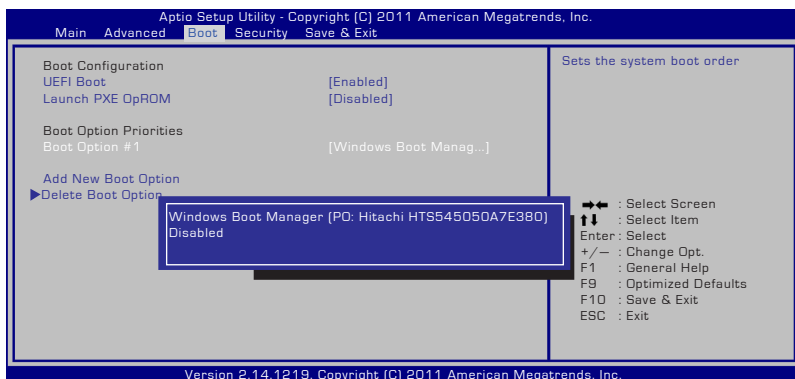 Aptio Setup Utility - Copyright (C) 2011 American Megatrends, Inc.
Main Advanced Boot Security Save & Exit
Boot Configuration
UEFI Boot [Enabled]
Launch PXE OpROM [Disabled]
Boot Option Priorities
Boot Option #1 [Windows Boot Manag...]
Add New Boot Option
Delete Boot Option
Windows Boot Manager (P0: Hitachi HTS545050A7E380)
Disabled
Sets the system boot order
: Select Screen
: Select Item
Enter : Select
+/− : Change Opt.
F1 : General Help
F9 : Optimized Defaults
F10 : Save & Exit
ESC : Exit
Version 2.14.1219. Copyright (C) 2011 American Megatrends, Inc.